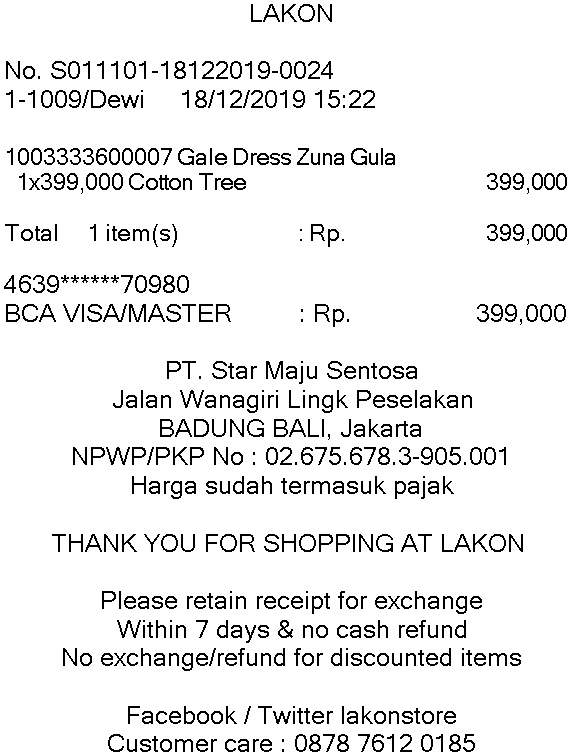 LAKON
No. S011101-18122019-0024
1-1009/Dewi 18/12/2019 15:22
1003333600007 Gale Dress Zuna Gula
1x399,000 Cotton Tree 399,000
Total 1 item(s) : Rp. 399,000
4639******70980
BCA VISA/MASTER : Rp. 399,000
PT. Star Maju Sentosa
Jalan Wanagiri Lingk Peselakan
BADUNG BALI, Jakarta
NPWP/PKP No : 02.675.678.3-905.001
Harga sudah termasuk pajak
THANK YOU FOR SHOPPING AT LAKON
Please retain receipt for exchange
Within 7 days & no cash refund
No exchange/refund for discounted items
Facebook / Twitter lakonstore
Customer care : 0878 7612 0185